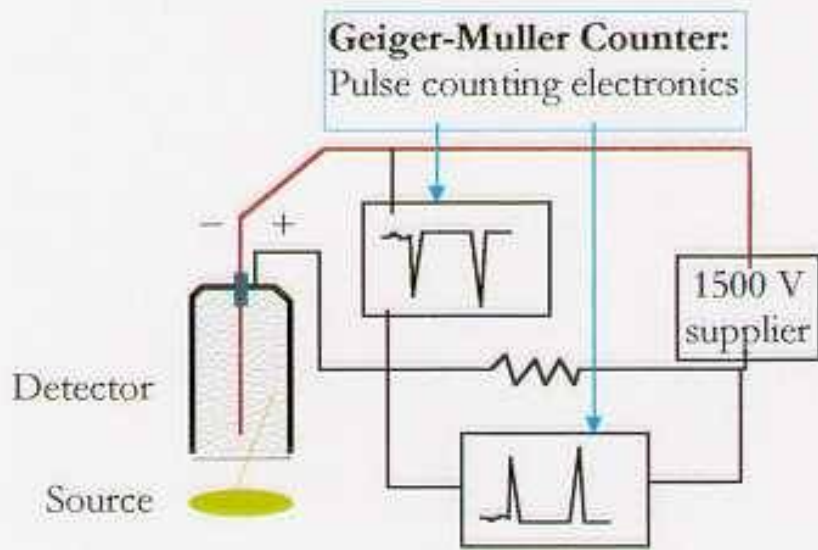 Geiger-Muller Counter:
Pulse counting electronics
− +
1500 V
supplier
Detector
Source